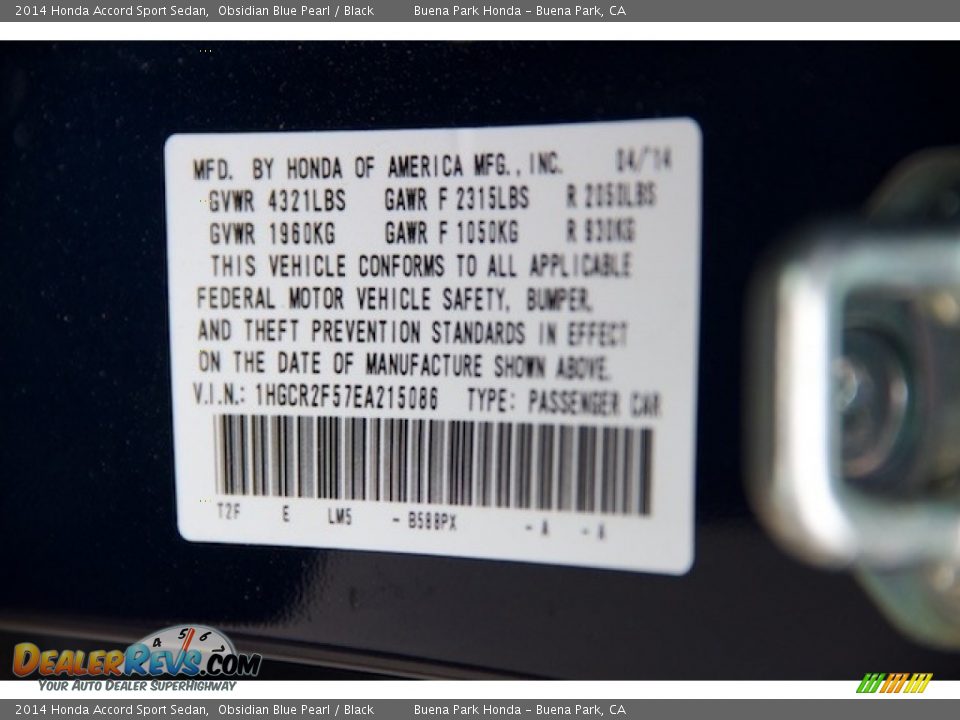 2014 Honda Accord Sport Sedan, Obsidian Blue Pearl / Black Buena Park Honda - Buena Park, CA
MFD. BY HONDA OF AMERICA MFG., INC. 04/'14
GVWR 4321LBS GAWR F 2315LBS R 2050LBS
GVWR 1960KG GAWR F 1050KG R 930KG
THIS VEHICLE CONFORMS TO ALL APPLICABLE
FEDERAL MOTOR VEHICLE SAFETY, BUMPER,
AND THEFT PREVENTION STANDARDS IN EFFECT
ON THE DATE OF MANUFACTURE SHOWN ABOVE.
V.I.N.: 1HGCR2F57EA215086 TYPE: PASSENGER CAR
T2F E LM5 - B588PX - A - A
4 5 6
DEALERREVS.COM
YOUR AUTO DEALER SUPERHIGHWAY
2014 Honda Accord Sport Sedan, Obsidian Blue Pearl / Black Buena Park Honda - Buena Park, CA